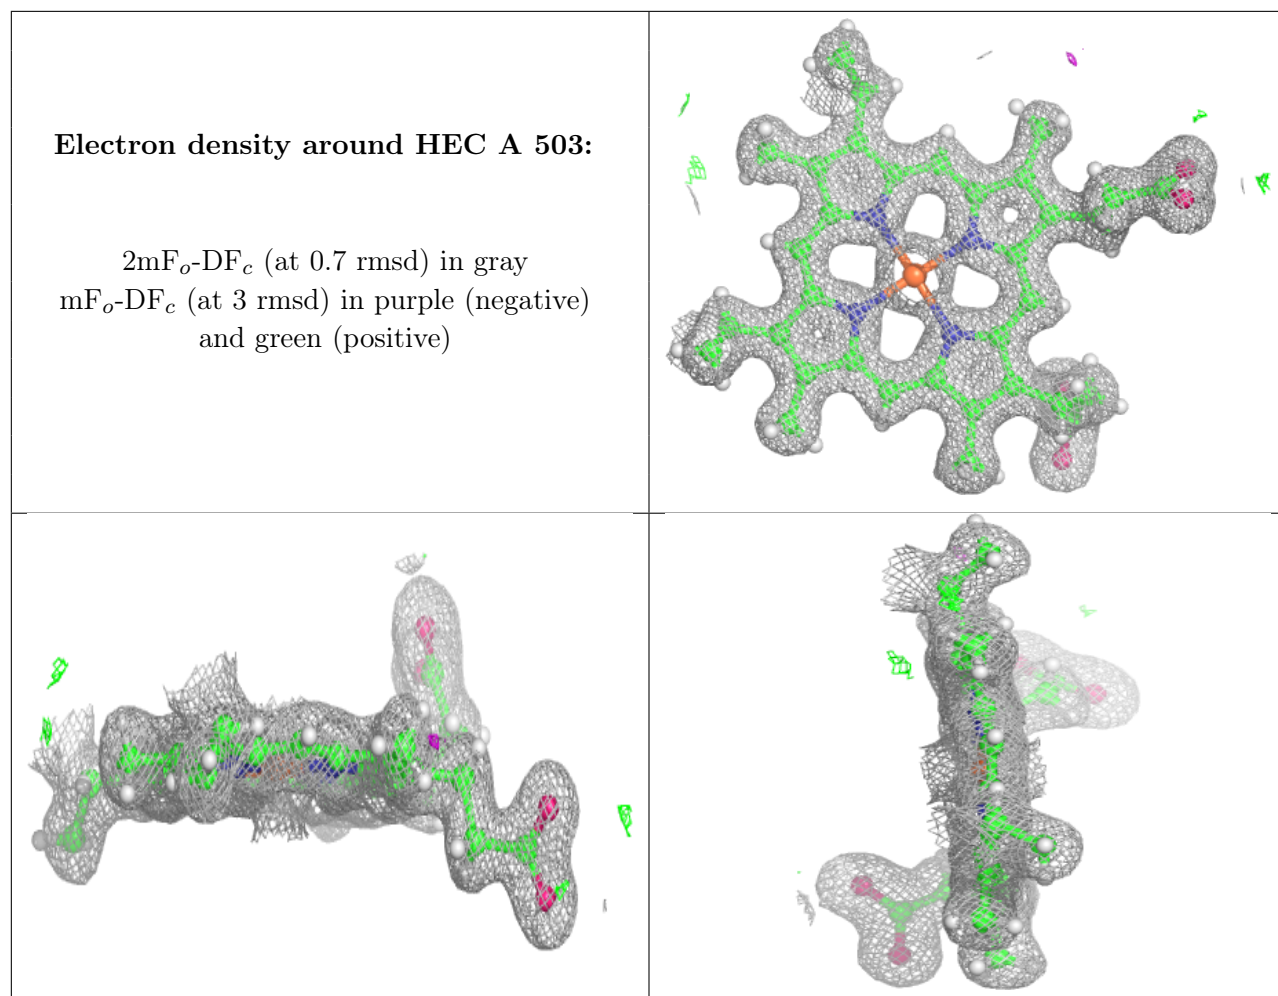 Electron density around HEC A 503:
2mFo-DFc (at 0.7 rmsd) in gray
mFo-DFc (at 3 rmsd) in purple (negative)
and green (positive)